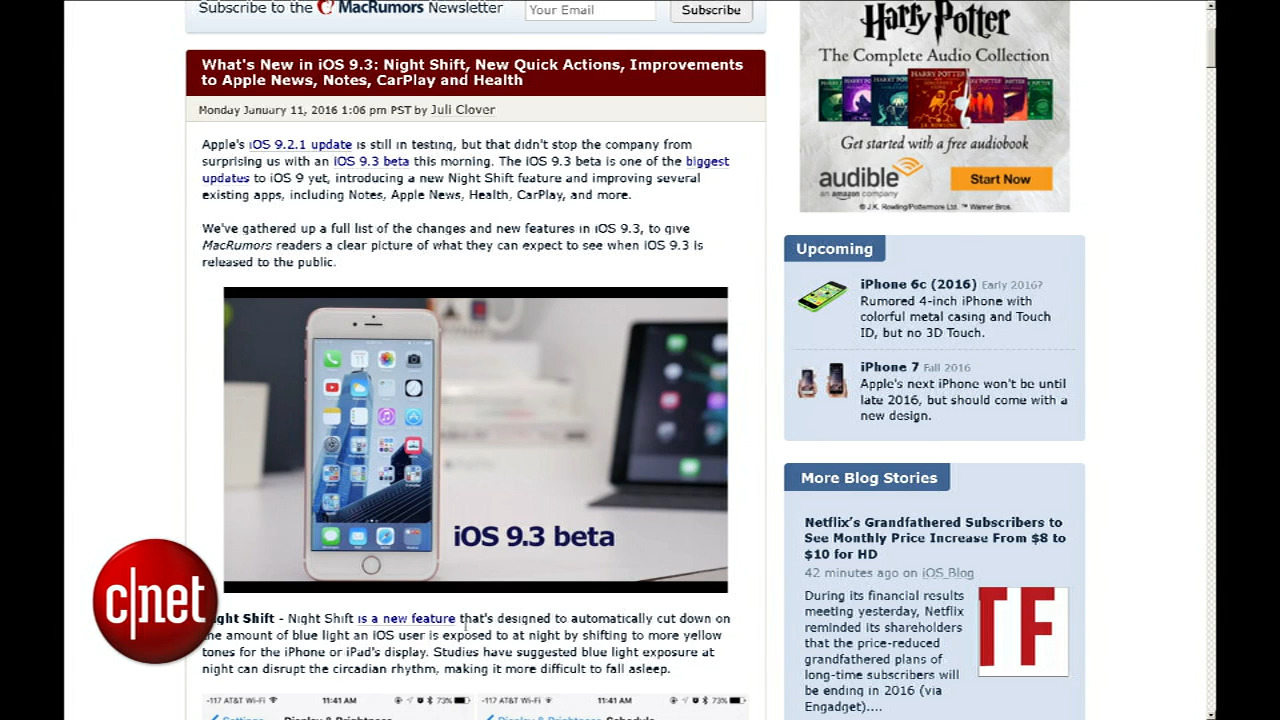 Subscribe to the MacRumors Newsletter
Your Email
Subscribe
What's New in iOS 9.3: Night Shift, New Quick Actions, Improvements
to Apple News, Notes, CarPlay and Health
Monday January 11, 2016 1:06 pm PST by Juli Clover
Apple's iOS 9.2.1 update is still in testing, but that didn't stop the company from
surprising us with an iOS 9.3 beta this morning. The iOS 9.3 beta is one of the biggest
updates to iOS 9 yet, introducing a new Night Shift feature and improving several
existing apps, including Notes, Apple News, Health, CarPlay, and more.
We've gathered up a full list of the changes and new features in iOS 9.3, to give
MacRumors readers a clear picture of what they can expect to see when iOS 9.3 is
released to the public.
iOS 9.3 beta
c|net
ght Shift - Night Shift is a new feature that's designed to automatically cut down on
the amount of blue light an iOS user is exposed to at night by shifting to more yellow
tones for the iPhone or iPad's display. Studies have suggested blue light exposure at
night can disrupt the circadian rhythm, making it more difficult to fall asleep.
-117 AT&T Wi-Fi 11:41 AM 73%
-117 AT&T Wi-Fi 11:41 AM 73%
Settings Display & Brightness
Display & Brightness Schedule
Harry Potter
The Complete Audio Collection
Get started with a free audiobook
audible
an amazon company
Start Now
© J.K. Rowling/Pottermore Ltd. ™ Warner Bros.
Upcoming
iPhone 6c (2016) Early 2016?
Rumored 4-inch iPhone with
colorful metal casing and Touch
ID, but no 3D Touch.
iPhone 7 Fall 2016
Apple's next iPhone won't be until
late 2016, but should come with a
new design.
More Blog Stories
Netflix's Grandfathered Subscribers to
See Monthly Price Increase From $8 to
$10 for HD
42 minutes ago on iOS Blog
During its financial results
meeting yesterday, Netflix
reminded its shareholders
that the price-reduced
grandfathered plans of
long-time subscribers will
be ending in 2016 (via
Engadget)....
TF